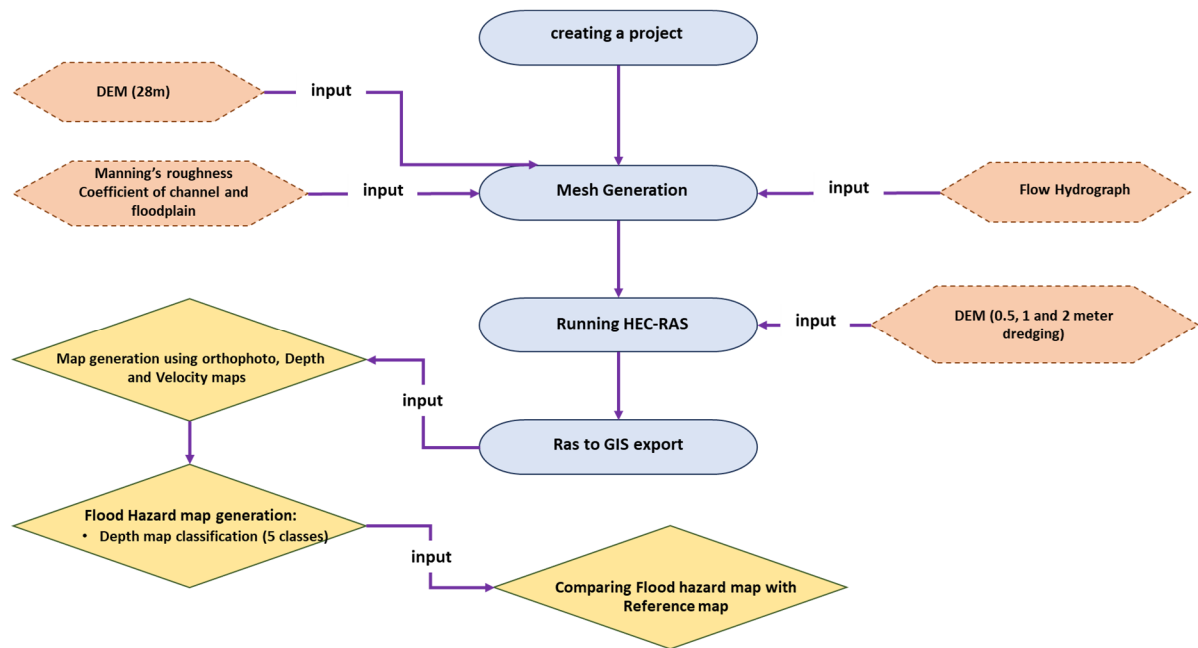 creating a project
DEM (28m)
input
Manning's roughness
Coefficient of channel and
floodplain
input
Mesh Generation
input
Flow Hydrograph
Running HEC-RAS
input
DEM (0.5, 1 and 2 meter
dredging)
Map generation using orthophoto, Depth
and Velocity maps
input
Ras to GIS export
Flood Hazard map generation:
• Depth map classification (5 classes)
input
Comparing Flood hazard map with
Reference map